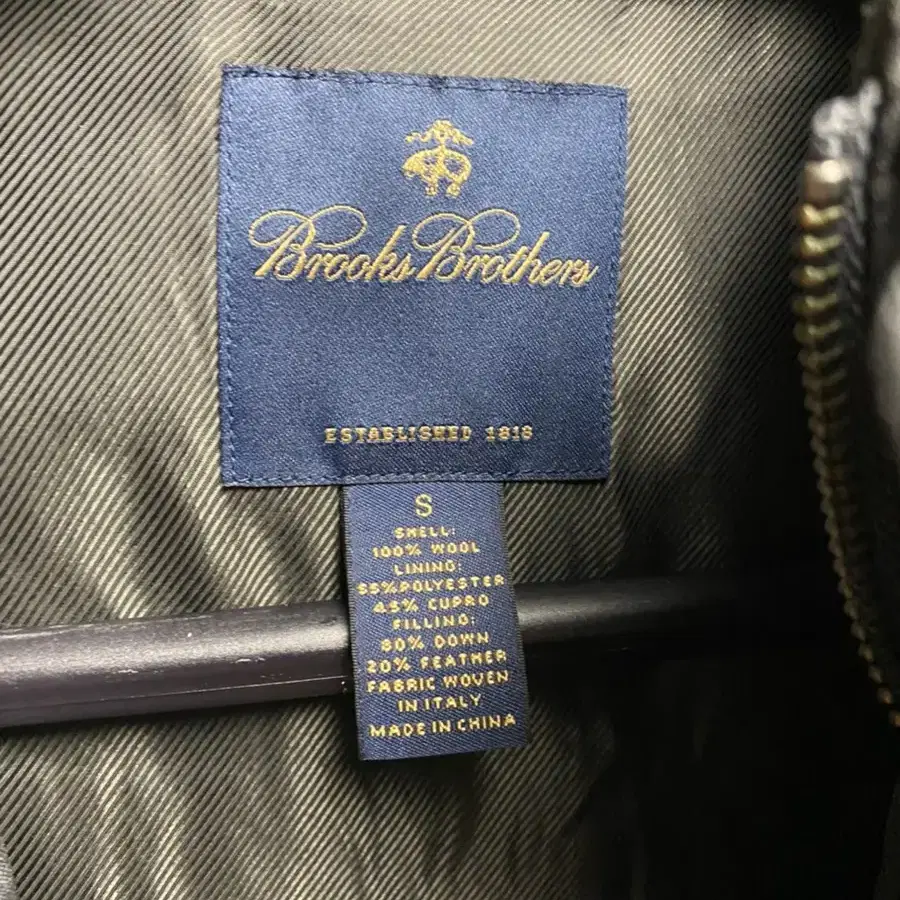 Brooks Brothers
ESTABLISHED 1818
S
SHELL:
100% WOOL
LINING:
55% POLYESTER
45% CUPRO
FILLING:
80% DOWN
20% FEATHER
FABRIC WOVEN
IN ITALY
MADE IN CHINA